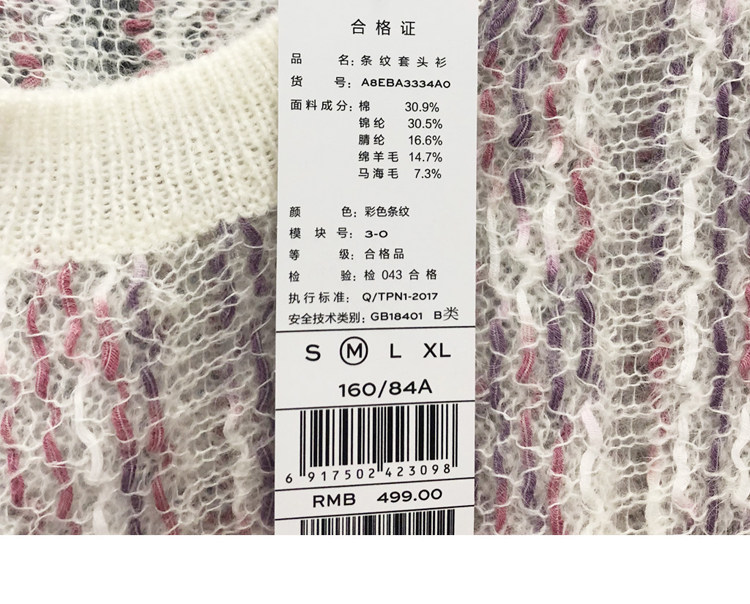 合格证
品 名: 条纹套头衫
货 号: A8EBA3334A0
面料成分: 棉 30.9%
锦纶 30.5%
腈纶 16.6%
绵羊毛 14.7%
马海毛 7.3%
颜 色: 彩色条纹
模 块 号: 3-0
等 级: 合格品
检 验: 检 043 合格
执行标准: Q/TPN1-2017
安全技术类别: GB18401 B类
S M L XL
160/84A
6 917502 423098
RMB 499.00